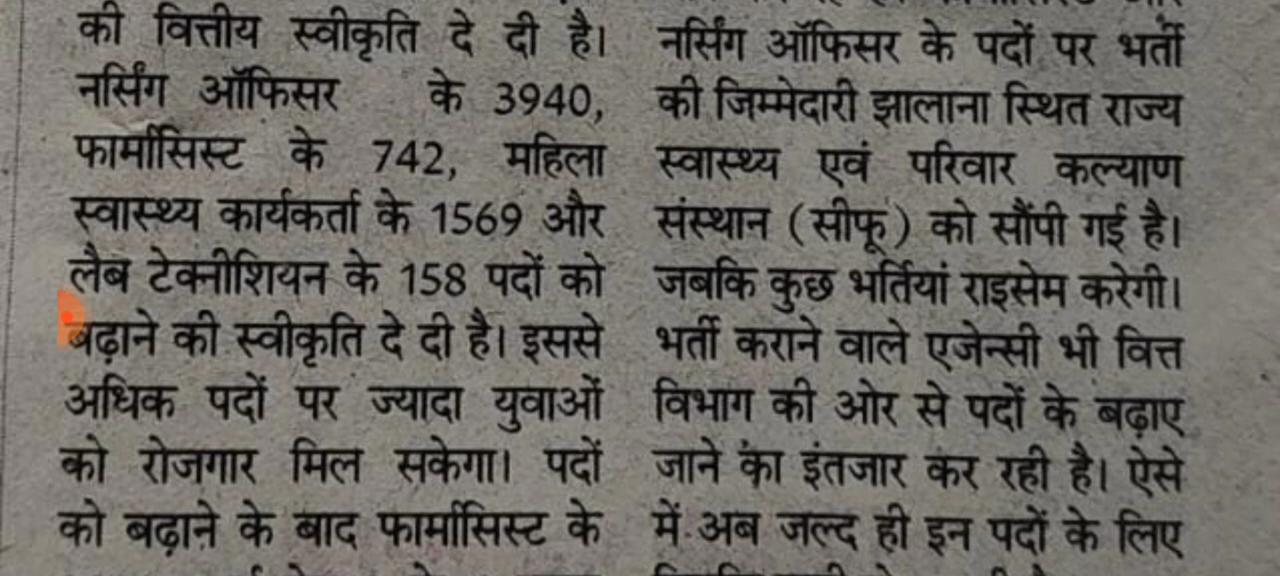 की वित्तीय स्वीकृति दे दी है।
नर्सिंग ऑफिसर के 3940,
फार्मासिस्ट के 742, महिला
स्वास्थ्य कार्यकर्ता के 1569 और
लैब टेक्नीशियन के 158 पदों को
बढ़ाने की स्वीकृति दे दी है। इससे
अधिक पदों पर ज्यादा युवाओं
को रोजगार मिल सकेगा। पदों
को बढ़ाने के बाद फार्मासिस्ट के
नर्सिंग ऑफिसर के पदों पर भर्ती
की जिम्मेदारी झालाना स्थित राज्य
स्वास्थ्य एवं परिवार कल्याण
संस्थान (सीफू) को सौंपी गई है।
जबकि कुछ भर्तियां राइसेम करेगी।
भर्ती कराने वाले एजेन्सी भी वित्त
विभाग की ओर से पदों के बढ़ाए
जाने का इंतजार कर रही है। ऐसे
में अब जल्द ही इन पदों के लिए